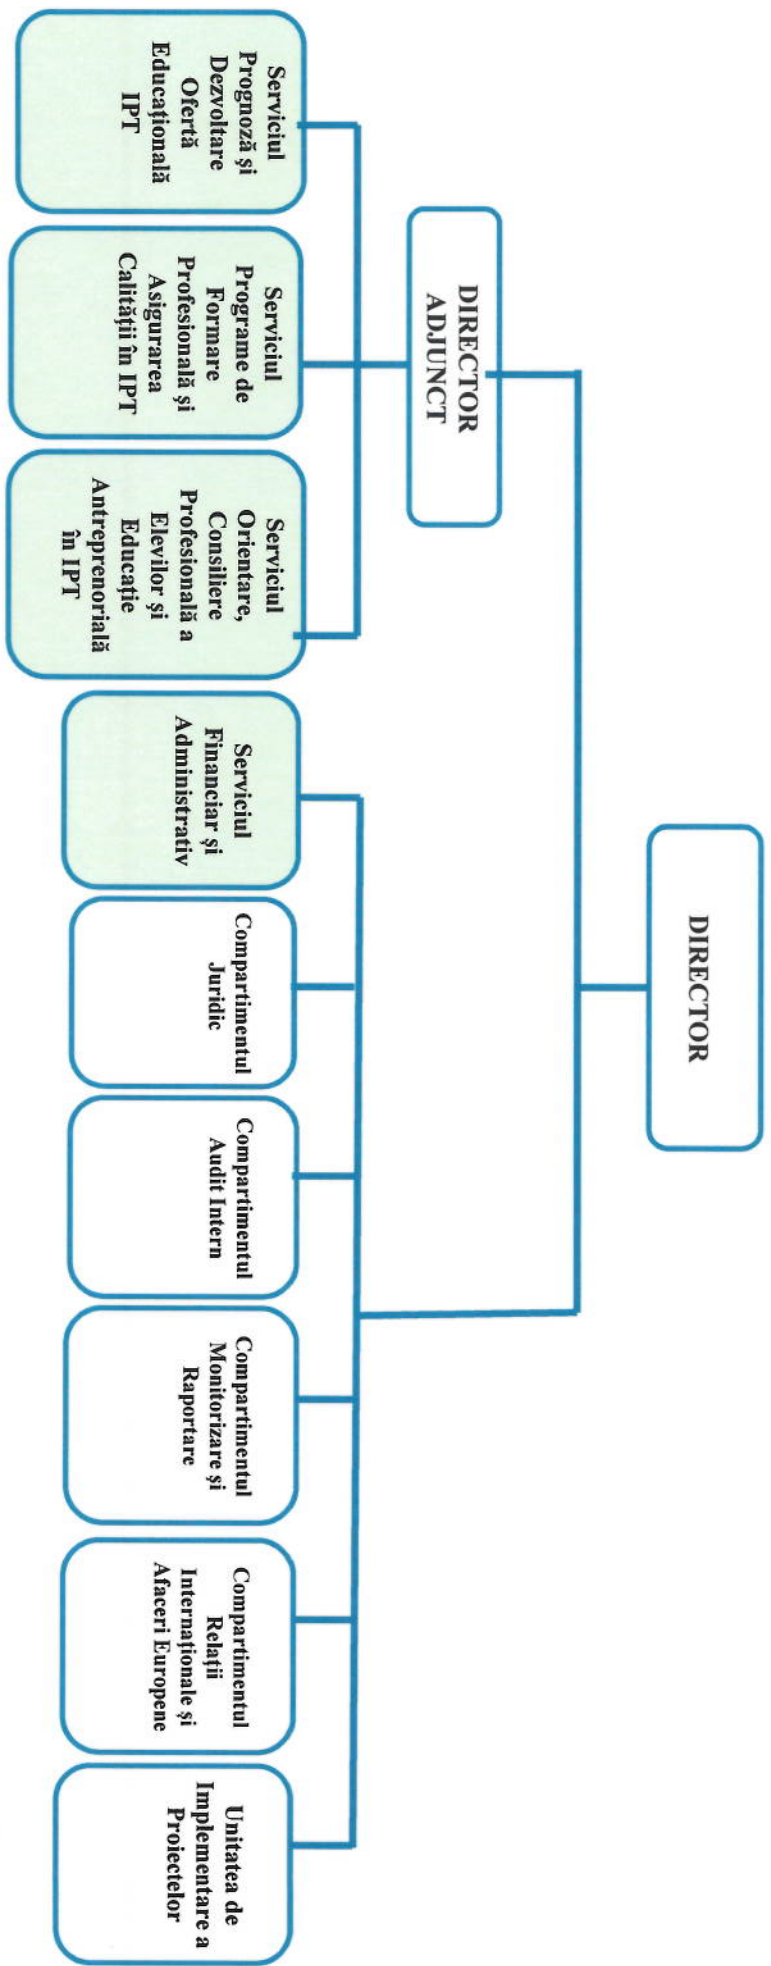 DIRECTOR
DIRECTOR
ADJUNCT
Serviciul
Prognoză și
Dezvoltare
Ofertă
Educațională
IPT
Serviciul
Programe de
Formare
Profesională și
Asigurarea
Calității în IPT
Serviciul
Orientare,
Consiliere
Profesională a
Elevilor și
Educație
Antreprenorială
în IPT
Serviciul
Financiar și
Administrativ
Compartimentul
Juridic
Compartimentul
Audit Intern
Compartimentul
Monitorizare și
Raportare
Compartimentul
Relații
Internaționale și
Afaceri Europene
Unitatea de
Implementare a
Proiectelor